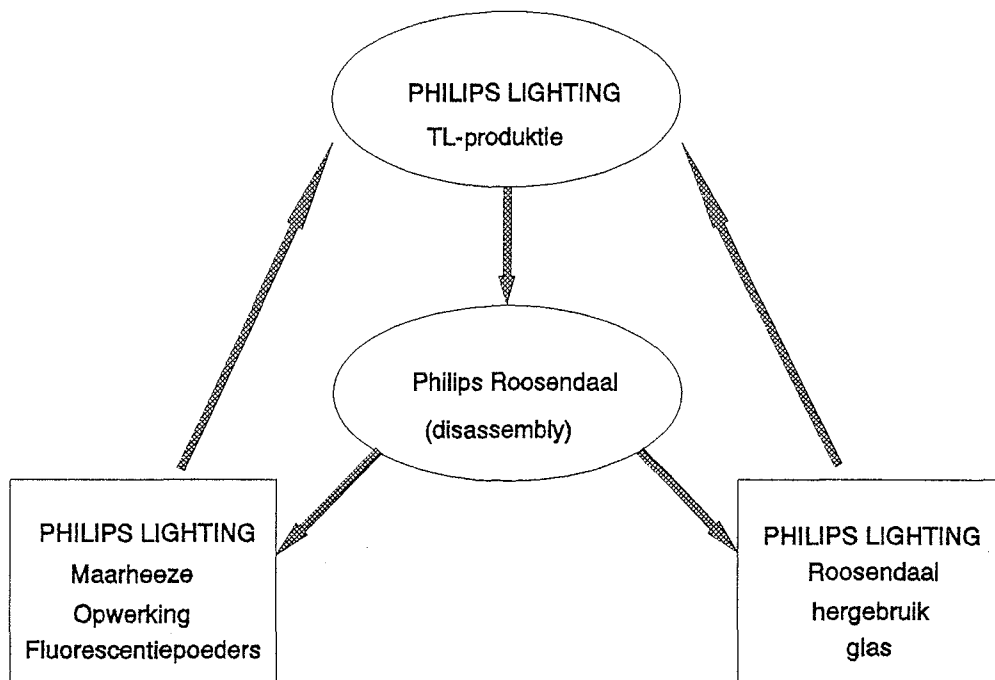 PHILIPS LIGHTING
TL-produktie
Philips Roosendaal
(disassembly)
PHILIPS LIGHTING
Maarheeze
Opwerking
Fluorescentiepoeders
PHILIPS LIGHTING
Roosendaal
hergebruik
glas